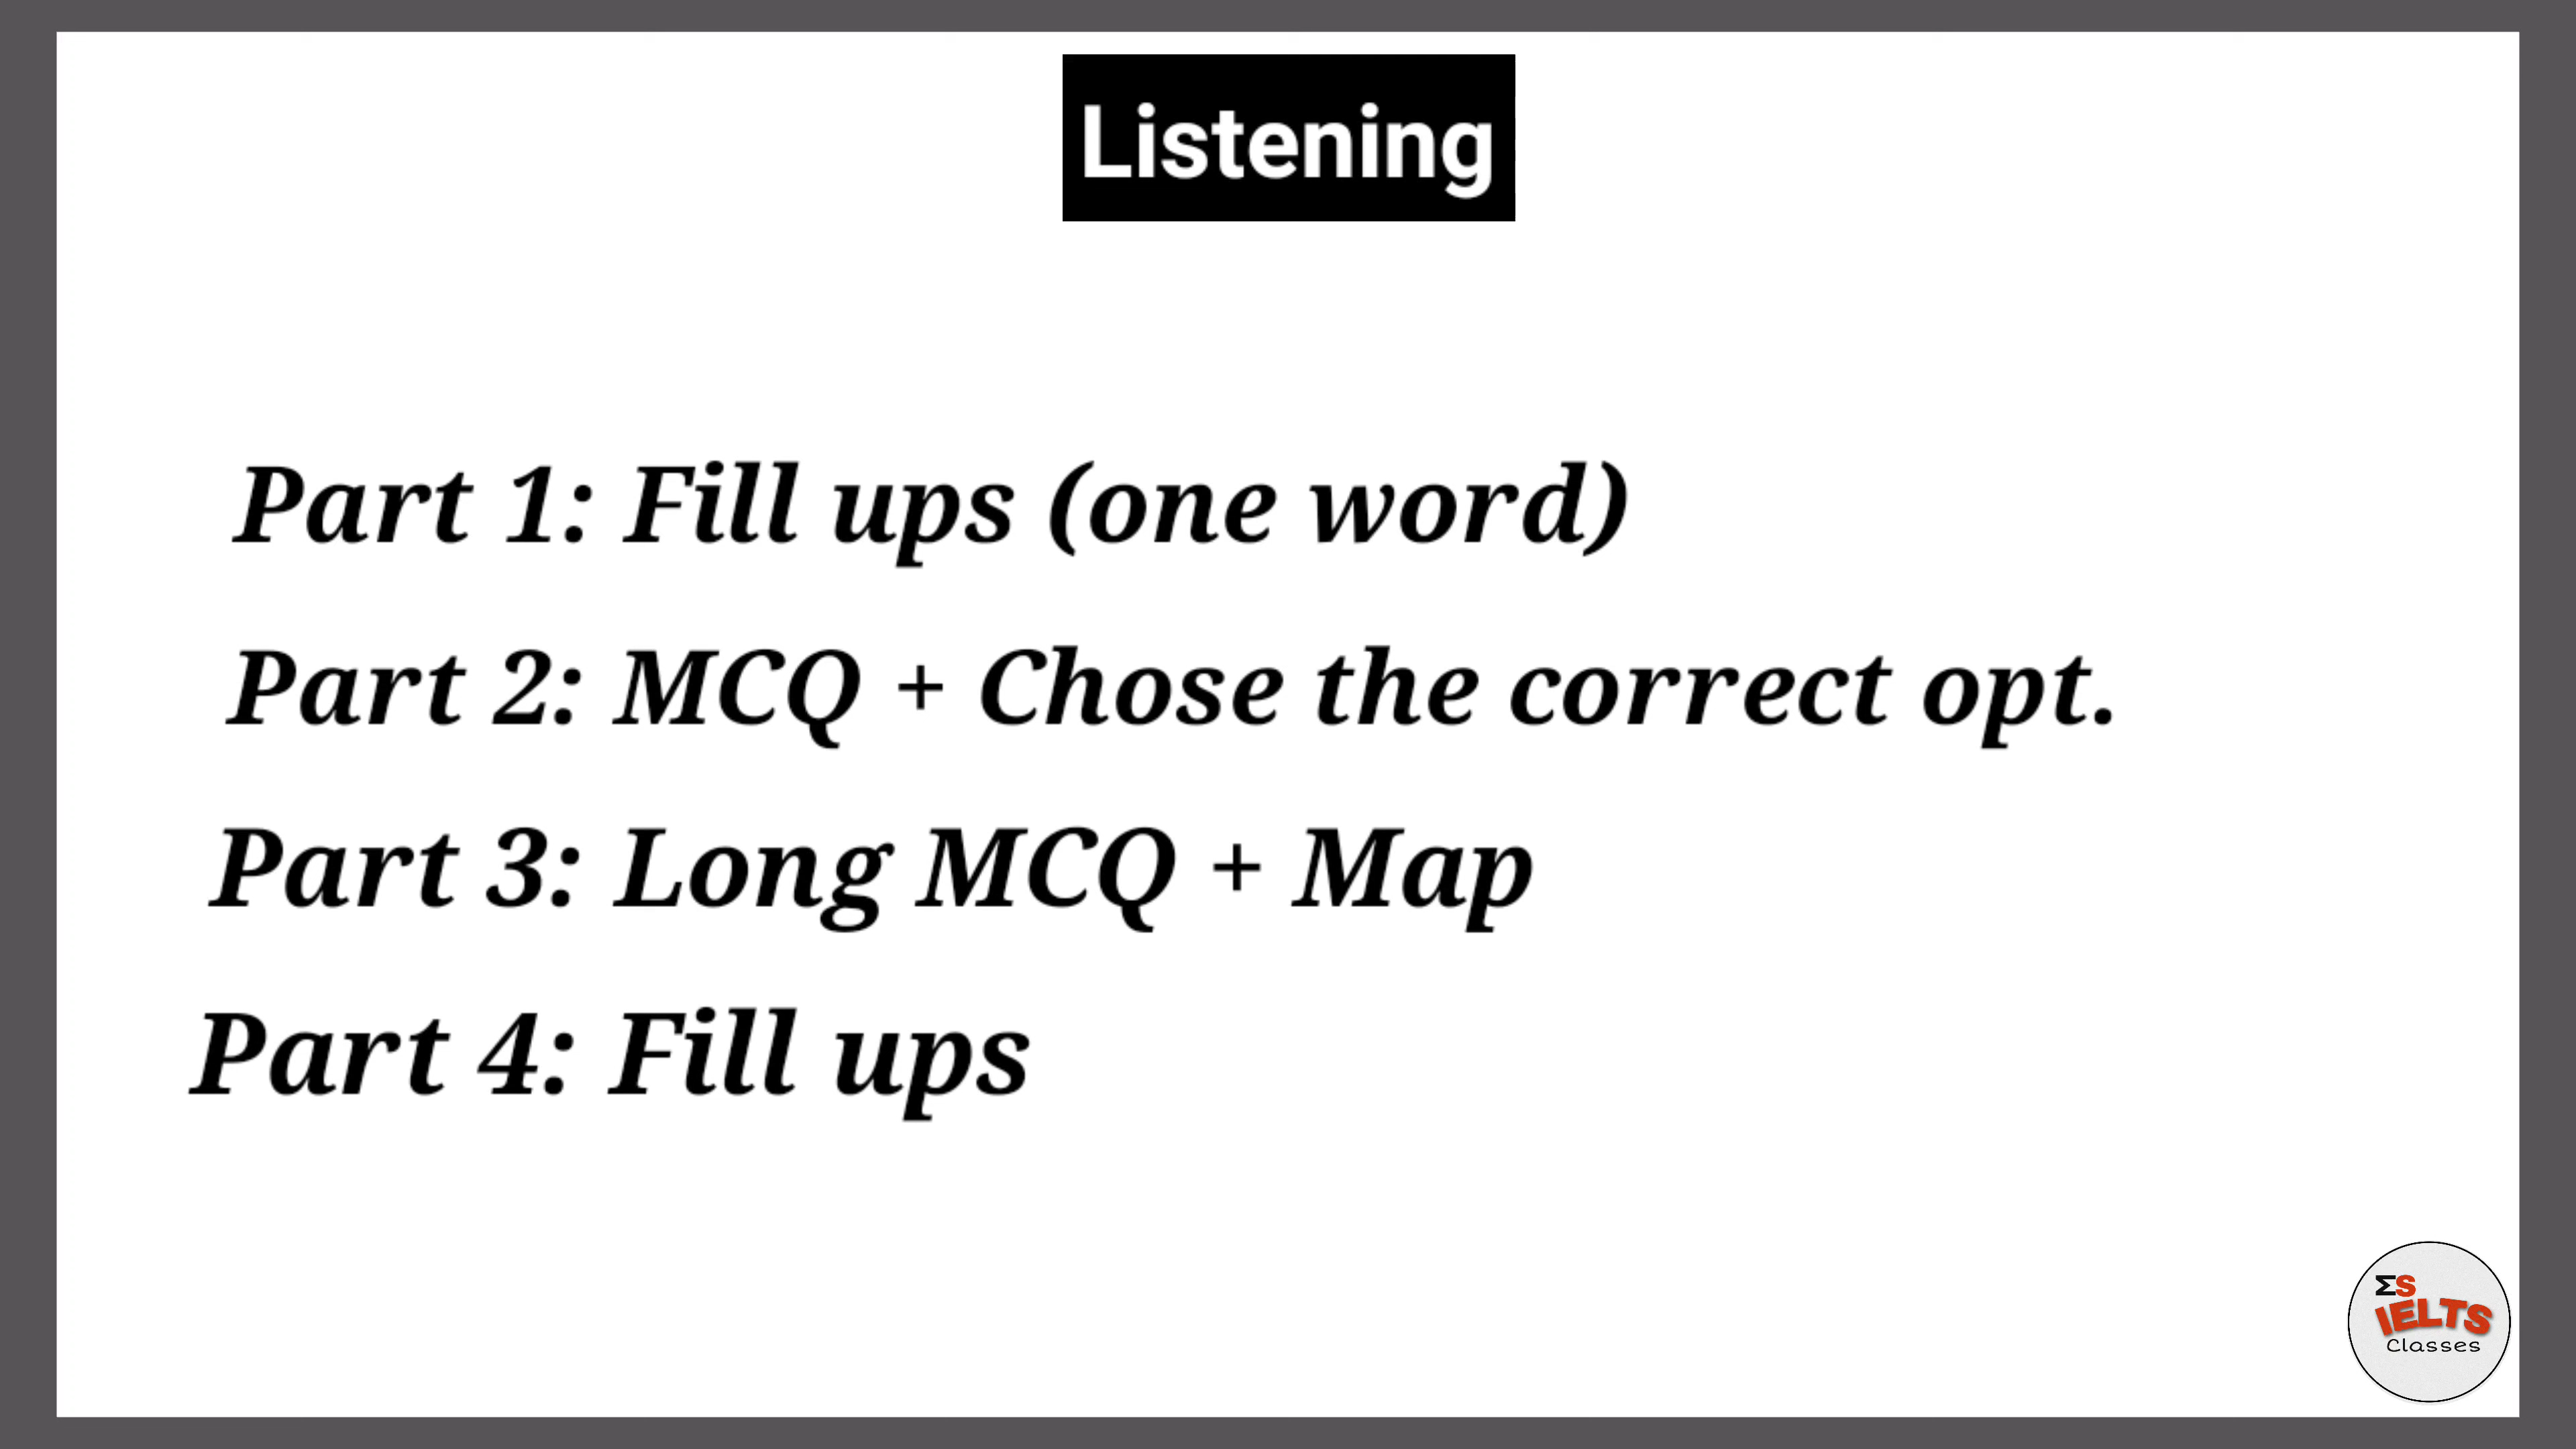 Listening
Part 1: Fill ups (one word)
Part 2: MCQ + Chose the correct opt.
Part 3: Long MCQ + Map
Part 4: Fill ups
ΣS
IELTS
Classes